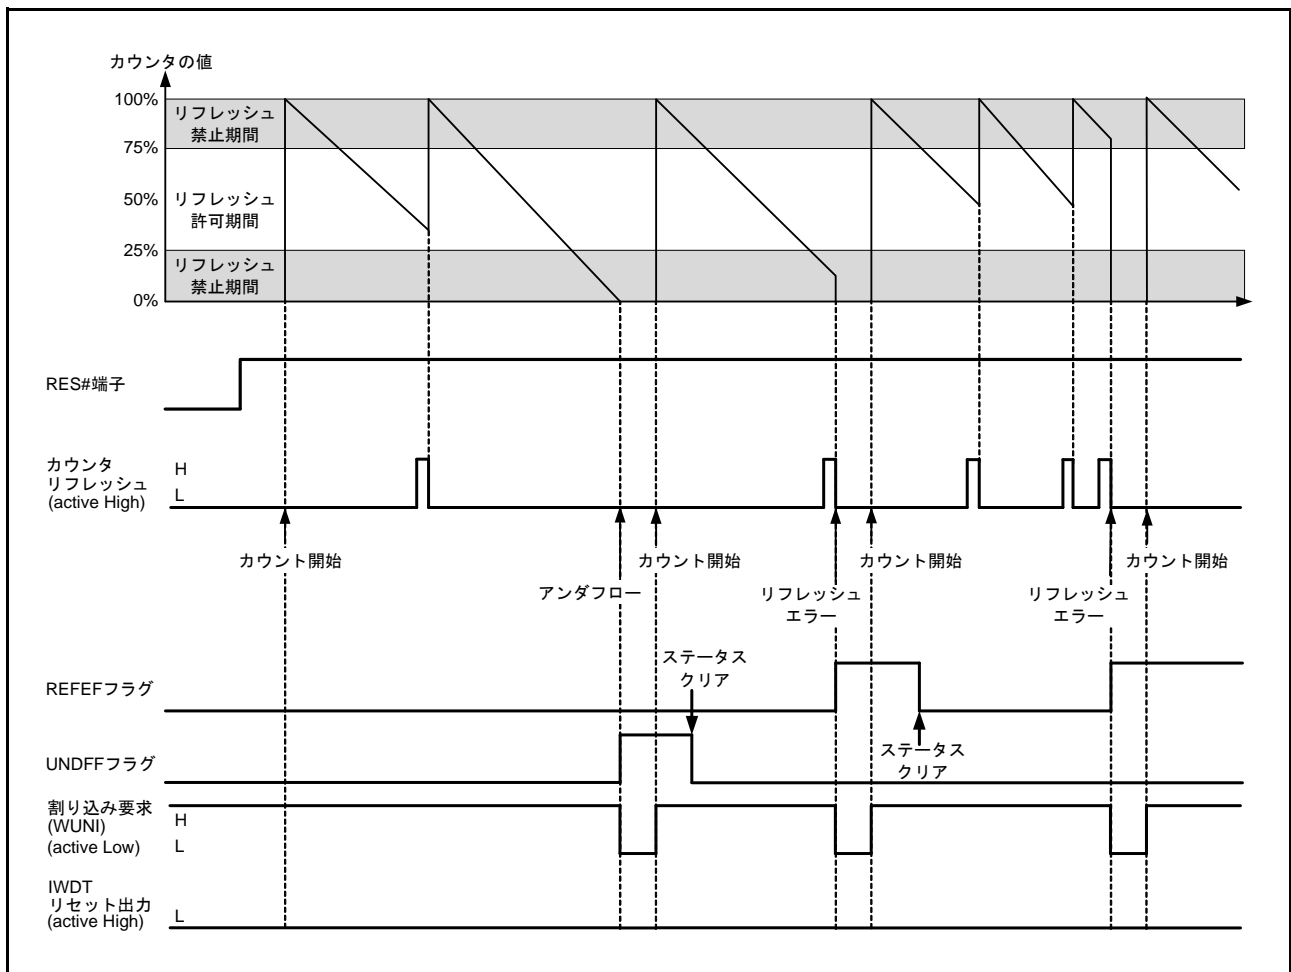 カウンタの値
100%
リフレッシュ
禁止期間
75%
50%
リフレッシュ
許可期間
25%
リフレッシュ
禁止期間
0%
RES#端子
カウンタ
リフレッシュ
(active High)
H
L
カウント開始
カウント開始
カウント開始
カウント開始
アンダフロー
リフレッシュ
エラー
リフレッシュ
エラー
ステータス
クリア
REFEFフラグ
ステータス
クリア
UNDFFフラグ
割り込み要求
(WUNI)
(active Low)
H
L
IWDT
リセット出力
(active High)
L